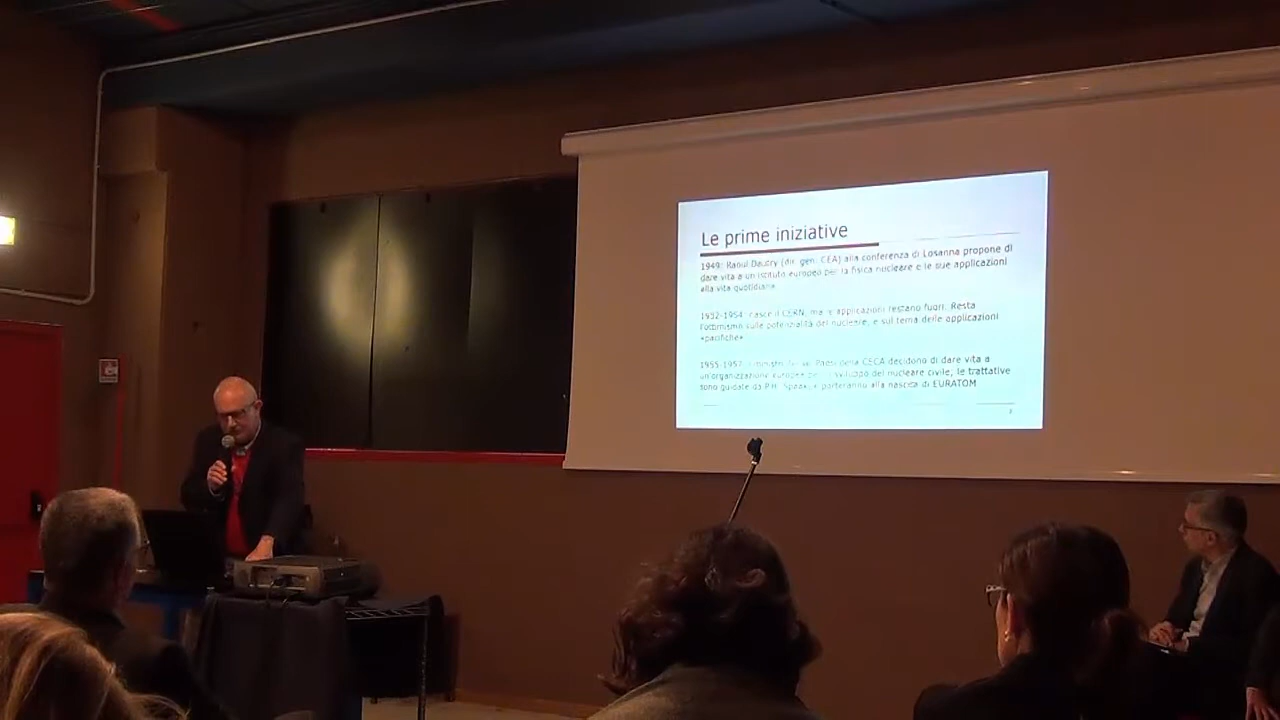 Le prime iniziative
1949: Raoul Dautry (dir. gen. CEA) alla conferenza di Losanna propone di
dare vita a un istituto europeo per la fisica nucleare e le sue applicazioni
alla vita quotidiana
1952-1954: nasce il CERN, ma applicazioni restano fuori. Resta
l'ottimismo sulle potenzialità del nucleare, e sul tema delle applicazioni
«pacifiche»
1955-1957: i ministri Paesi della CECA decidono di dare vita a
un'organizzazione europea sviluppo del nucleare civile, le trattative
sono guidate da P.H. Spaak, e porteranno alla nascita di EURATOM